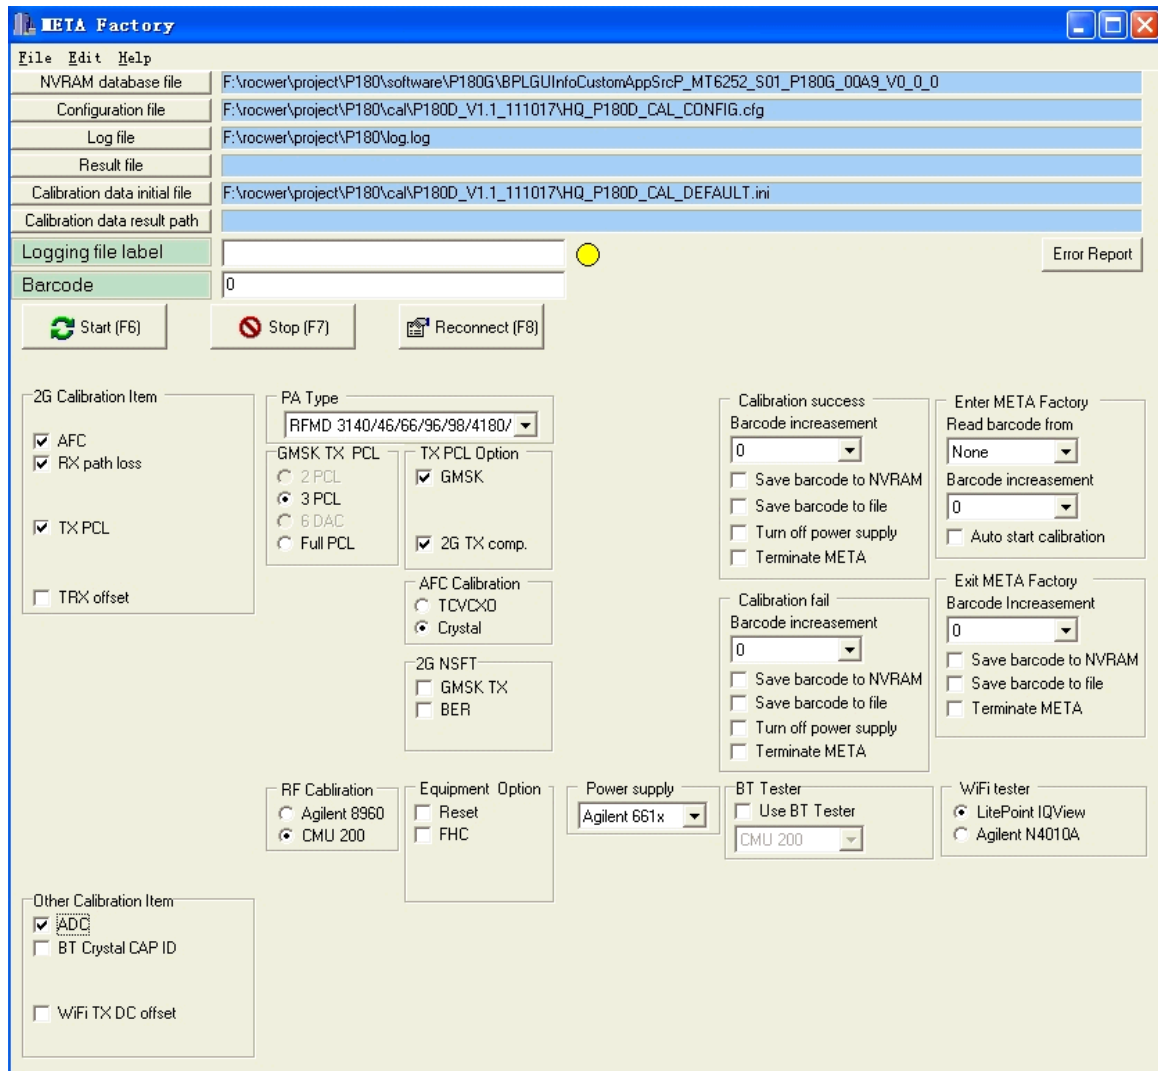 META Factory
File Edit Help
NVRAM database file F:\rocwer\project\P180\software\P180G\BPLGUInfoCustomAppSrcP_MT6252_S01_P180G_00A9_V0_0_0
Configuration file F:\rocwer\project\P180\cal\P180D_V1.1_111017\HQ_P180D_CAL_CONFIG.cfg
Log file F:\rocwer\project\P180\log.log
Result file
Calibration data initial file F:\rocwer\project\P180\cal\P180D_V1.1_111017\HQ_P180D_CAL_DEFAULT.ini
Calibration data result path
Logging file label
Error Report
Barcode 0
Start (F6) Stop (F7) Reconnect (F8)
2G Calibration Item
AFC
RX path loss
TX PCL
TRX offset
PA Type
RFMD 3140/46/66/96/98/4180/
GMSK TX PCL
2 PCL
3 PCL
6 DAC
Full PCL
TX PCL Option
GMSK
2G TX comp.
AFC Calibration
TCVCXO
Crystal
2G NSFT
GMSK TX
BER
Calibration success
Barcode increasement
0
Save barcode to NVRAM
Save barcode to file
Turn off power supply
Terminate META
Calibration fail
Barcode increasement
0
Save barcode to NVRAM
Save barcode to file
Turn off power supply
Terminate META
Enter META Factory
Read barcode from
None
Barcode increasement
0
Auto start calibration
Exit META Factory
Barcode Increasement
0
Save barcode to NVRAM
Save barcode to file
Terminate META
RF Cabliration
Agilent 8960
CMU 200
Equipment Option
Reset
FHC
Power supply
Agilent 661x
BT Tester
Use BT Tester
CMU 200
WiFi tester
LitePoint IQView
Agilent N4010A
Other Calibration Item
ADC
BT Crystal CAP ID
WiFi TX DC offset